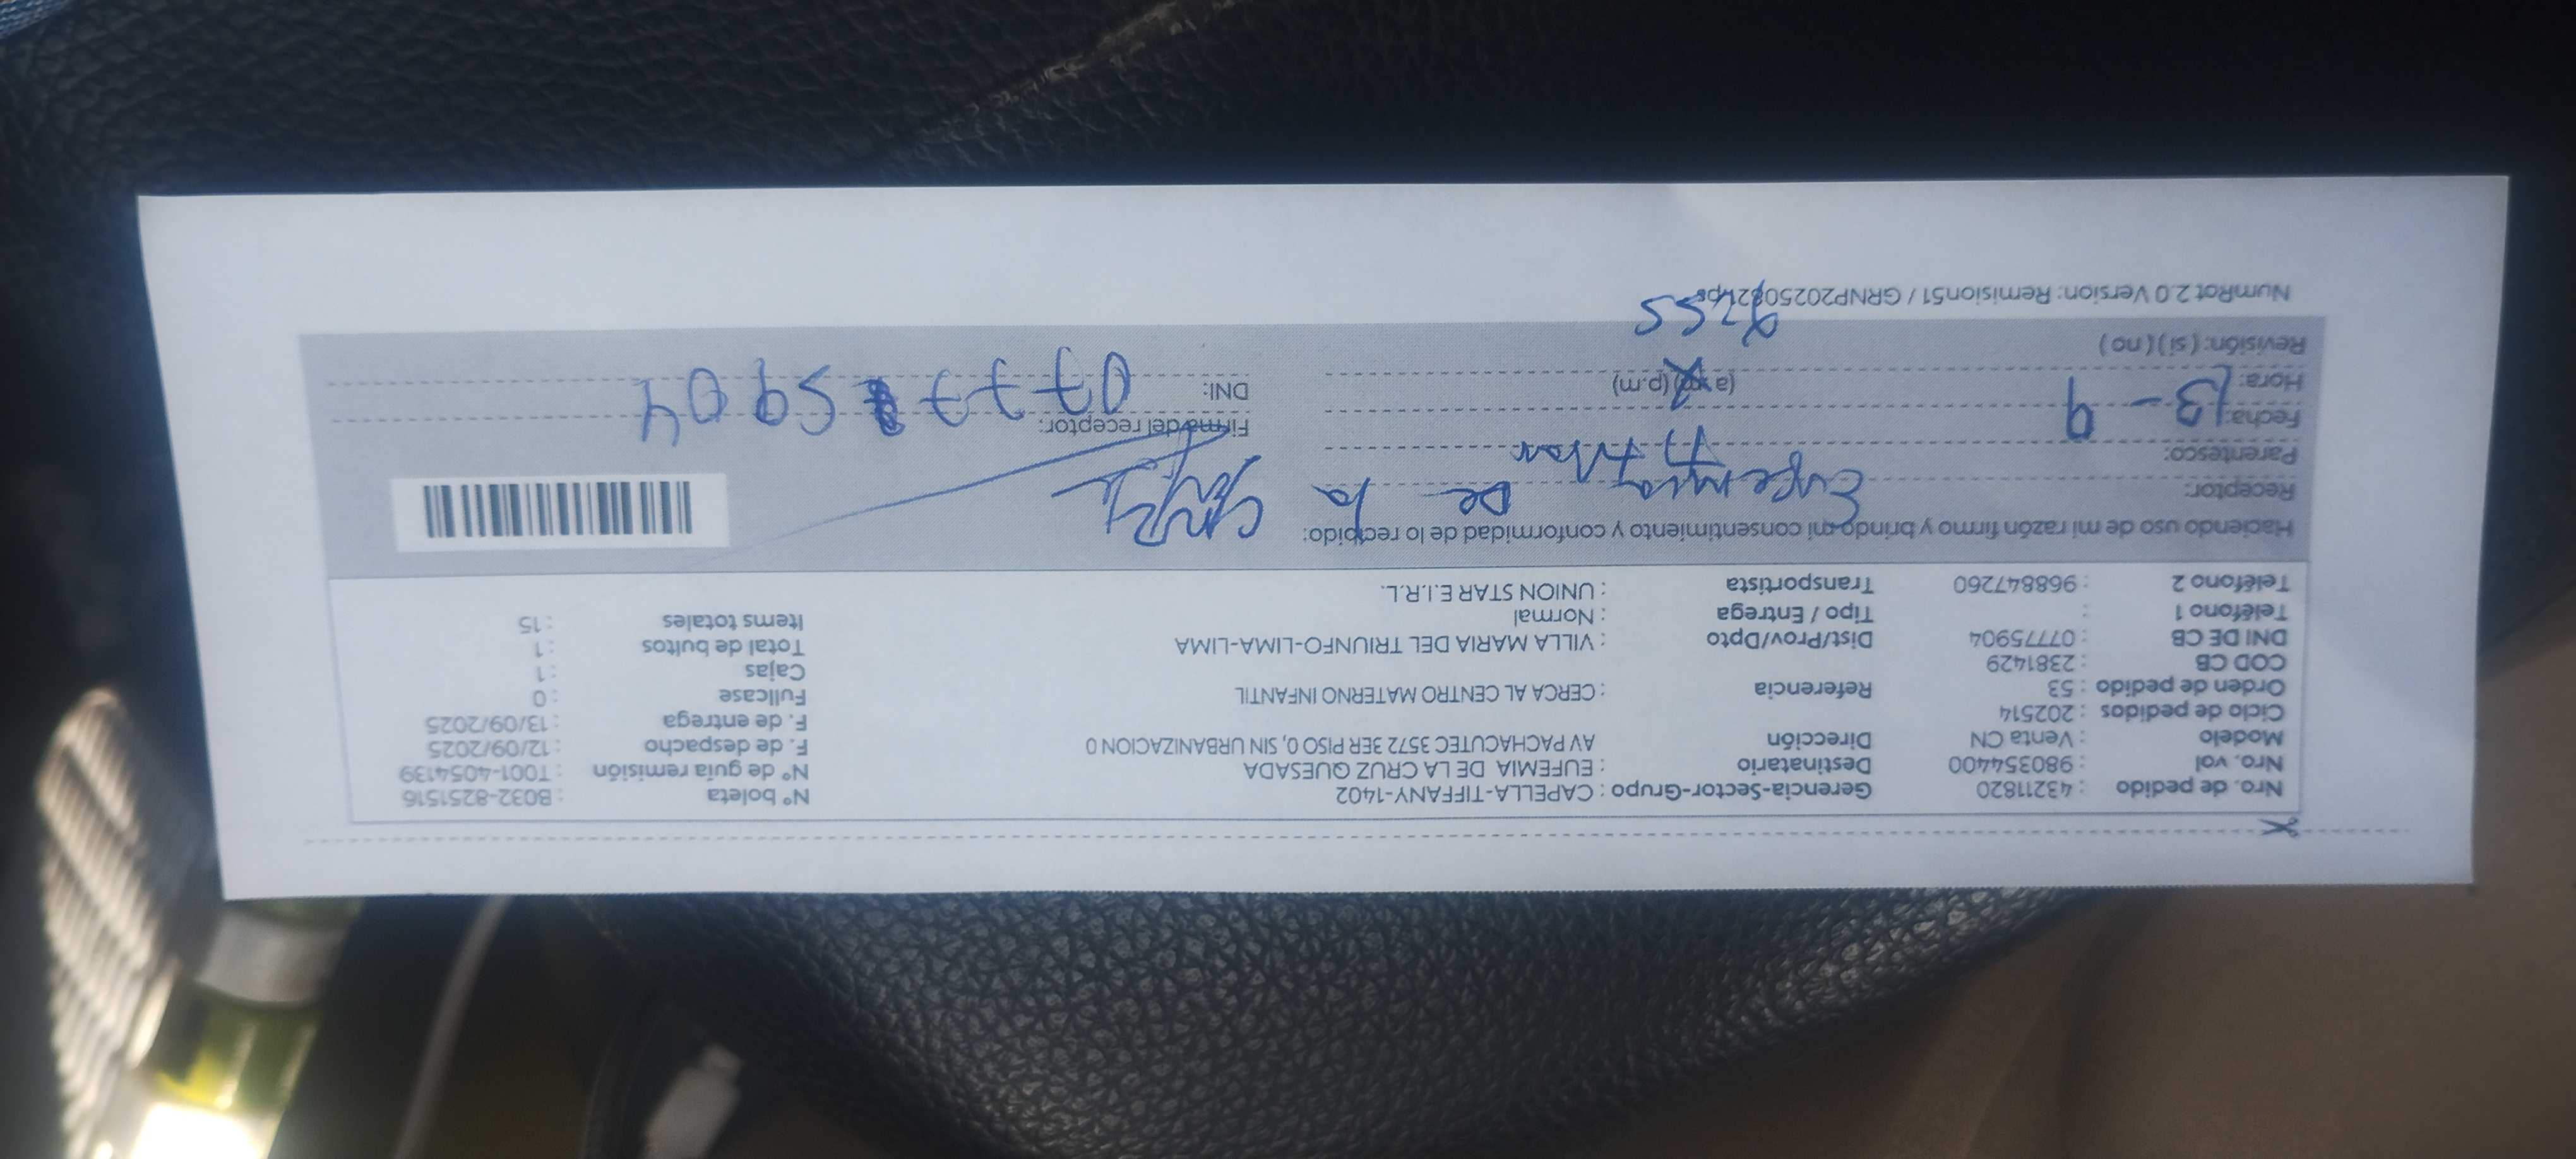 Nro. de pedido : 43211820 Gerencia-Sector-Grupo : CAPELLA-TIFFANY-1402 N° boleta : B032-8251516
Nro. vol : 980354400 Destinatario : EUFEMIA DE LA CRUZ QUESADA N° de guía remisión : T001-4054139
Modelo : Venta CN Dirección AV PACHACUTEC 3572 3ER PISO 0, SIN URBANIZACION 0 F. de despacho : 12/09/2025
Ciclo de pedidos : 202514 F. de entrega : 13/09/2025
Orden de pedido : 53 Referencia : CERCA AL CENTRO MATERNO INFANTIL Fullcase : 0
COD CB : 2381429 Cajas : 1
DNI DE CB : 07775904 Dist/Prov/Dpto : VILLA MARIA DEL TRIUNFO-LIMA-LIMA Total de bultos : 1
Teléfono 1 : Tipo / Entrega : Normal Items totales : 15
Teléfono 2 : 968847260 Transportista : UNION STAR E.I.R.L.
Haciendo uso de mi razón firmo y brindo mi consentimiento y conformidad de lo recibido:
Receptor: Eufemia De la Cruz
Parentesco: Titular
Fecha: 13-9 Firma del receptor:
Hora: (a.m) (p.m) DNI: 07775904
Revisión: (si) (no)
9:55
NumRot 2.0 Version: Remision51 / GRNP20250821